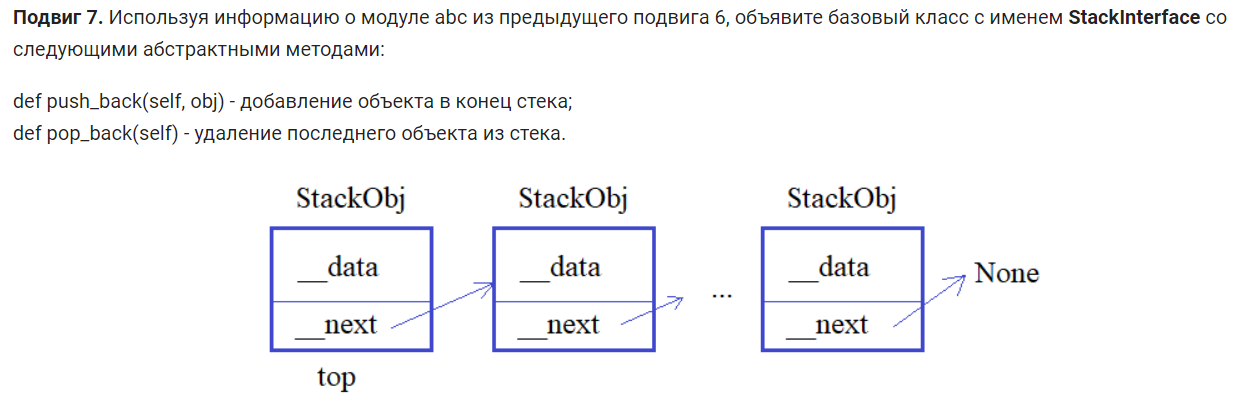 Подвиг 7. Используя информацию о модуле abc из предыдущего подвига 6, объявите базовый класс с именем StackInterface со
следующими абстрактными методами:
def push_back(self, obj) - добавление объекта в конец стека;
def pop_back(self) - удаление последнего объекта из стека.
StackObj StackObj StackObj
__data __data __data None
...
__next __next __next
top